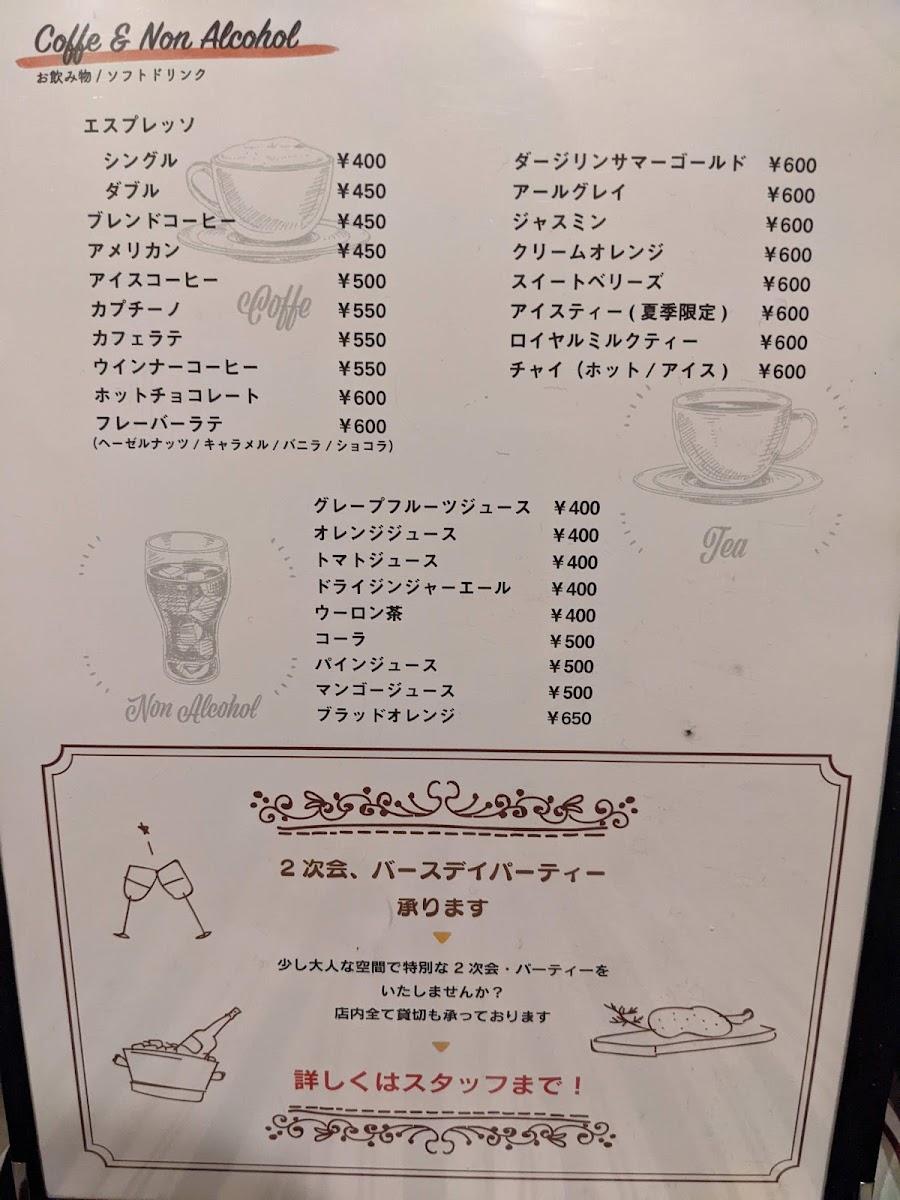 Coffe & Non Alcohol
お飲み物 / ソフトドリンク
エスプレッソ
シングル ¥400
ダブル ¥450
ブレンドコーヒー ¥450
アメリカン ¥450
アイスコーヒー ¥500
カプチーノ ¥550
カフェラテ ¥550
ウインナーコーヒー ¥550
ホットチョコレート ¥600
フレーバーラテ ¥600
(ヘーゼルナッツ / キャラメル / バニラ / ショコラ)
Coffe
ダージリンサマーゴールド ¥600
アールグレイ ¥600
ジャスミン ¥600
クリームオレンジ ¥600
スイートベリーズ ¥600
アイスティー ( 夏季限定 ) ¥600
ロイヤルミルクティー ¥600
チャイ (ホット / アイス ) ¥600
Tea
グレープフルーツジュース ¥400
オレンジジュース ¥400
トマトジュース ¥400
ドライジンジャーエール ¥400
ウーロン茶 ¥400
コーラ ¥500
パインジュース ¥500
マンゴージュース ¥500
ブラッドオレンジ ¥650
Non Alcohol
2 次会、バースデイパーティー
承ります
少し大人な空間で特別な 2 次会・パーティーを
いたしませんか?
店内全て貸切も承っております
詳しくはスタッフまで!